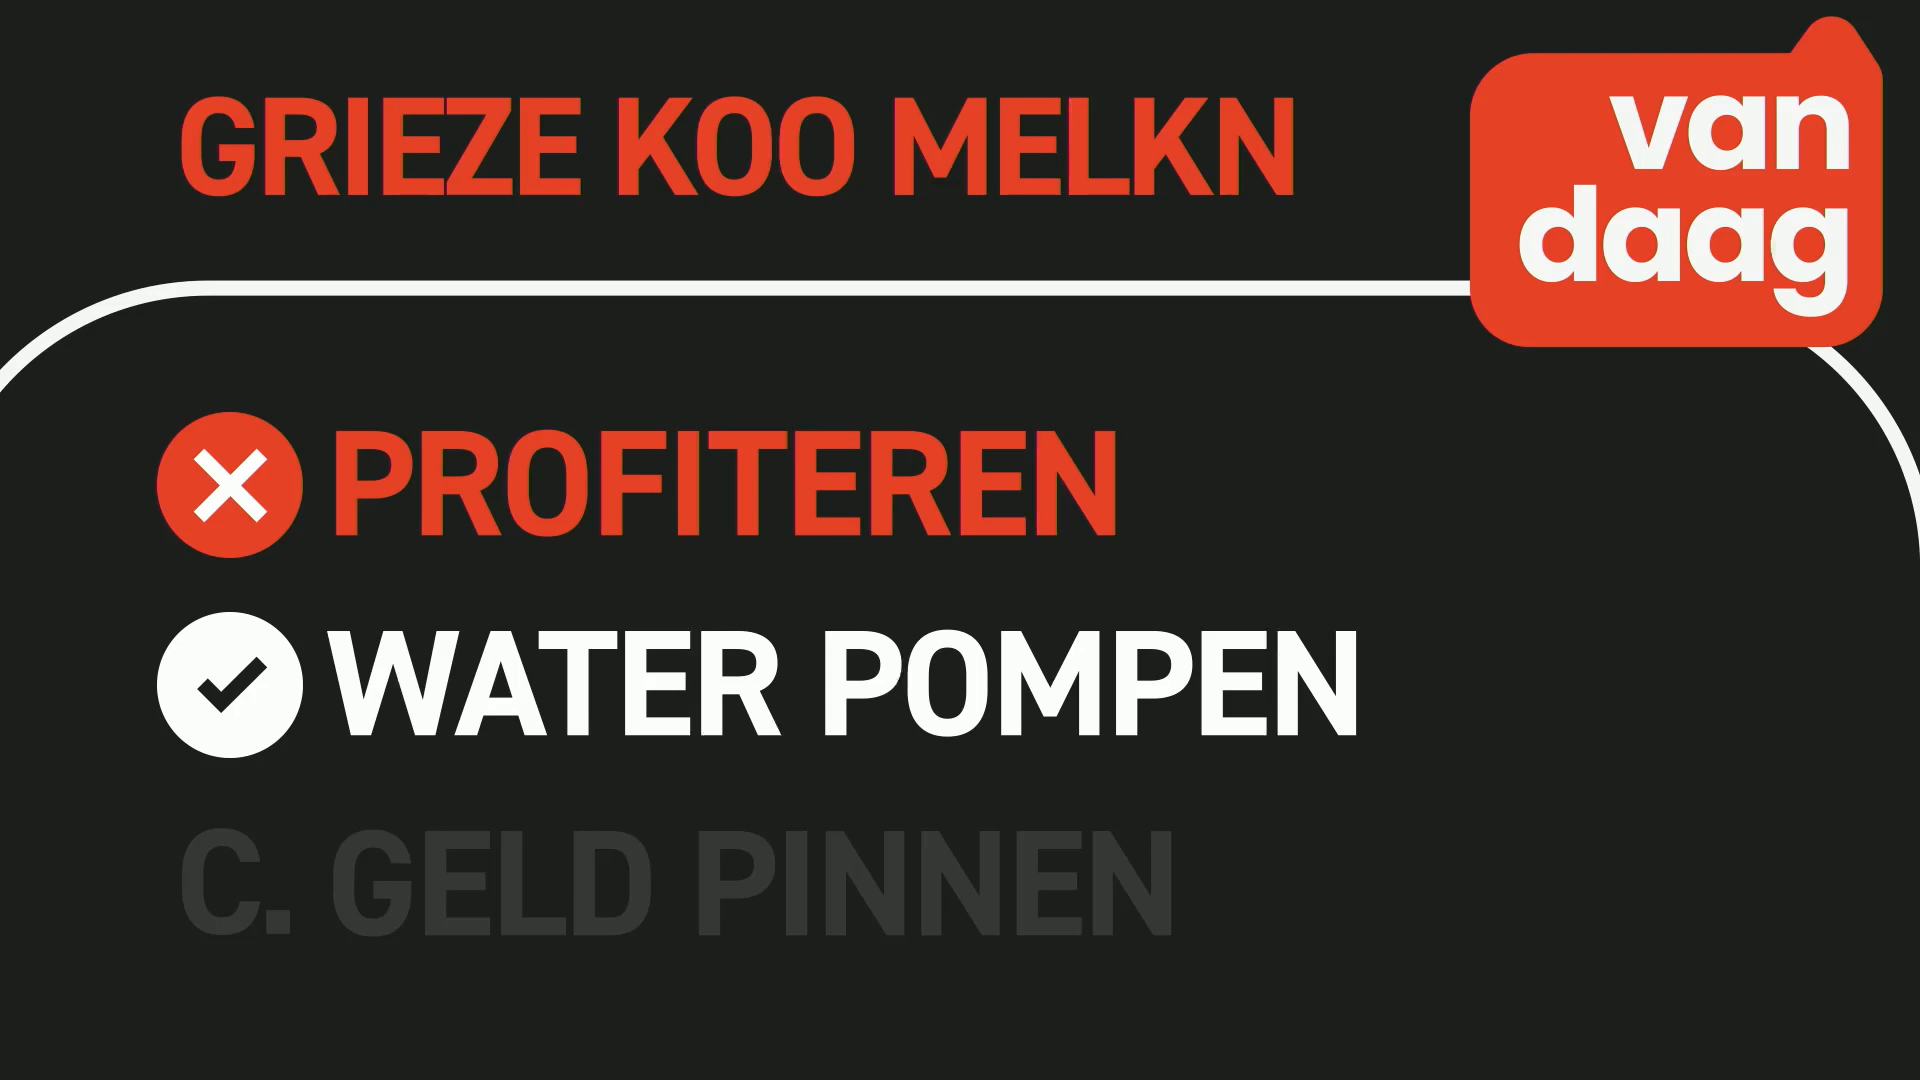 GRIEZE KOO MELKN
van
daag
PROFITEREN
WATER POMPEN
C. GELD PINNEN